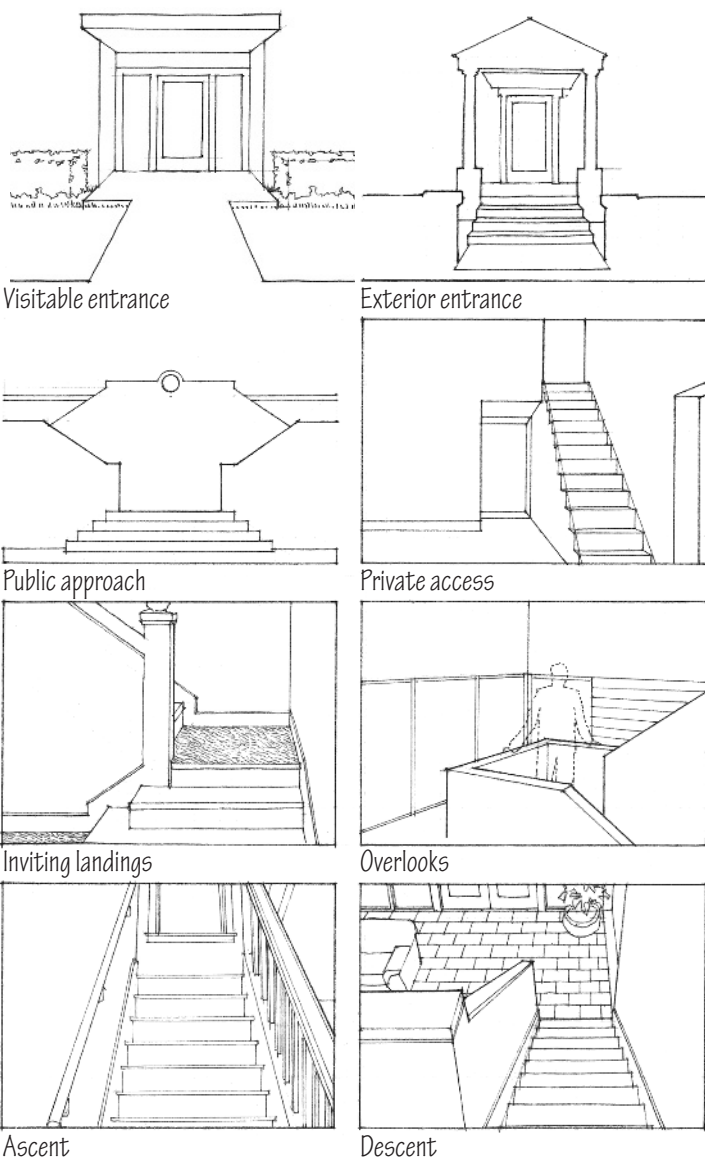 Visitable entrance
Exterior entrance
Public approach
Private access
Inviting landings
Overlooks
Ascent
Descent